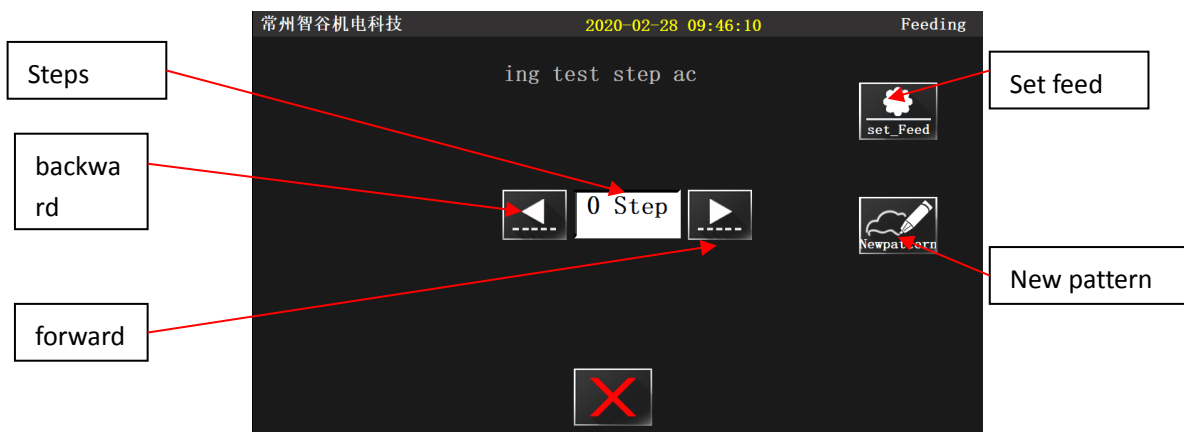 常州智谷机电科技 2020-02-28 09:46:10 Feeding
ing test step ac
Steps
Set feed
set_Feed
backwa
rd
0 Step
Newpattern
New pattern
forward